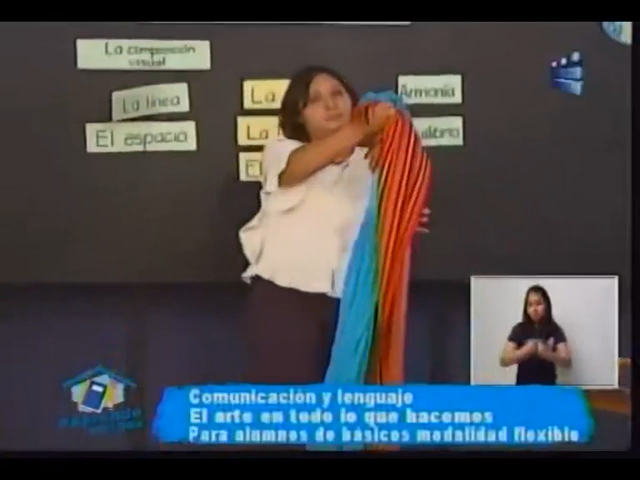 La composición
visual
La línea
El espacio
La
La
El
Armonía
Comunicación y lenguaje
El arte en todo lo que hacemos
Para alumnos de básicos modalidad flexible